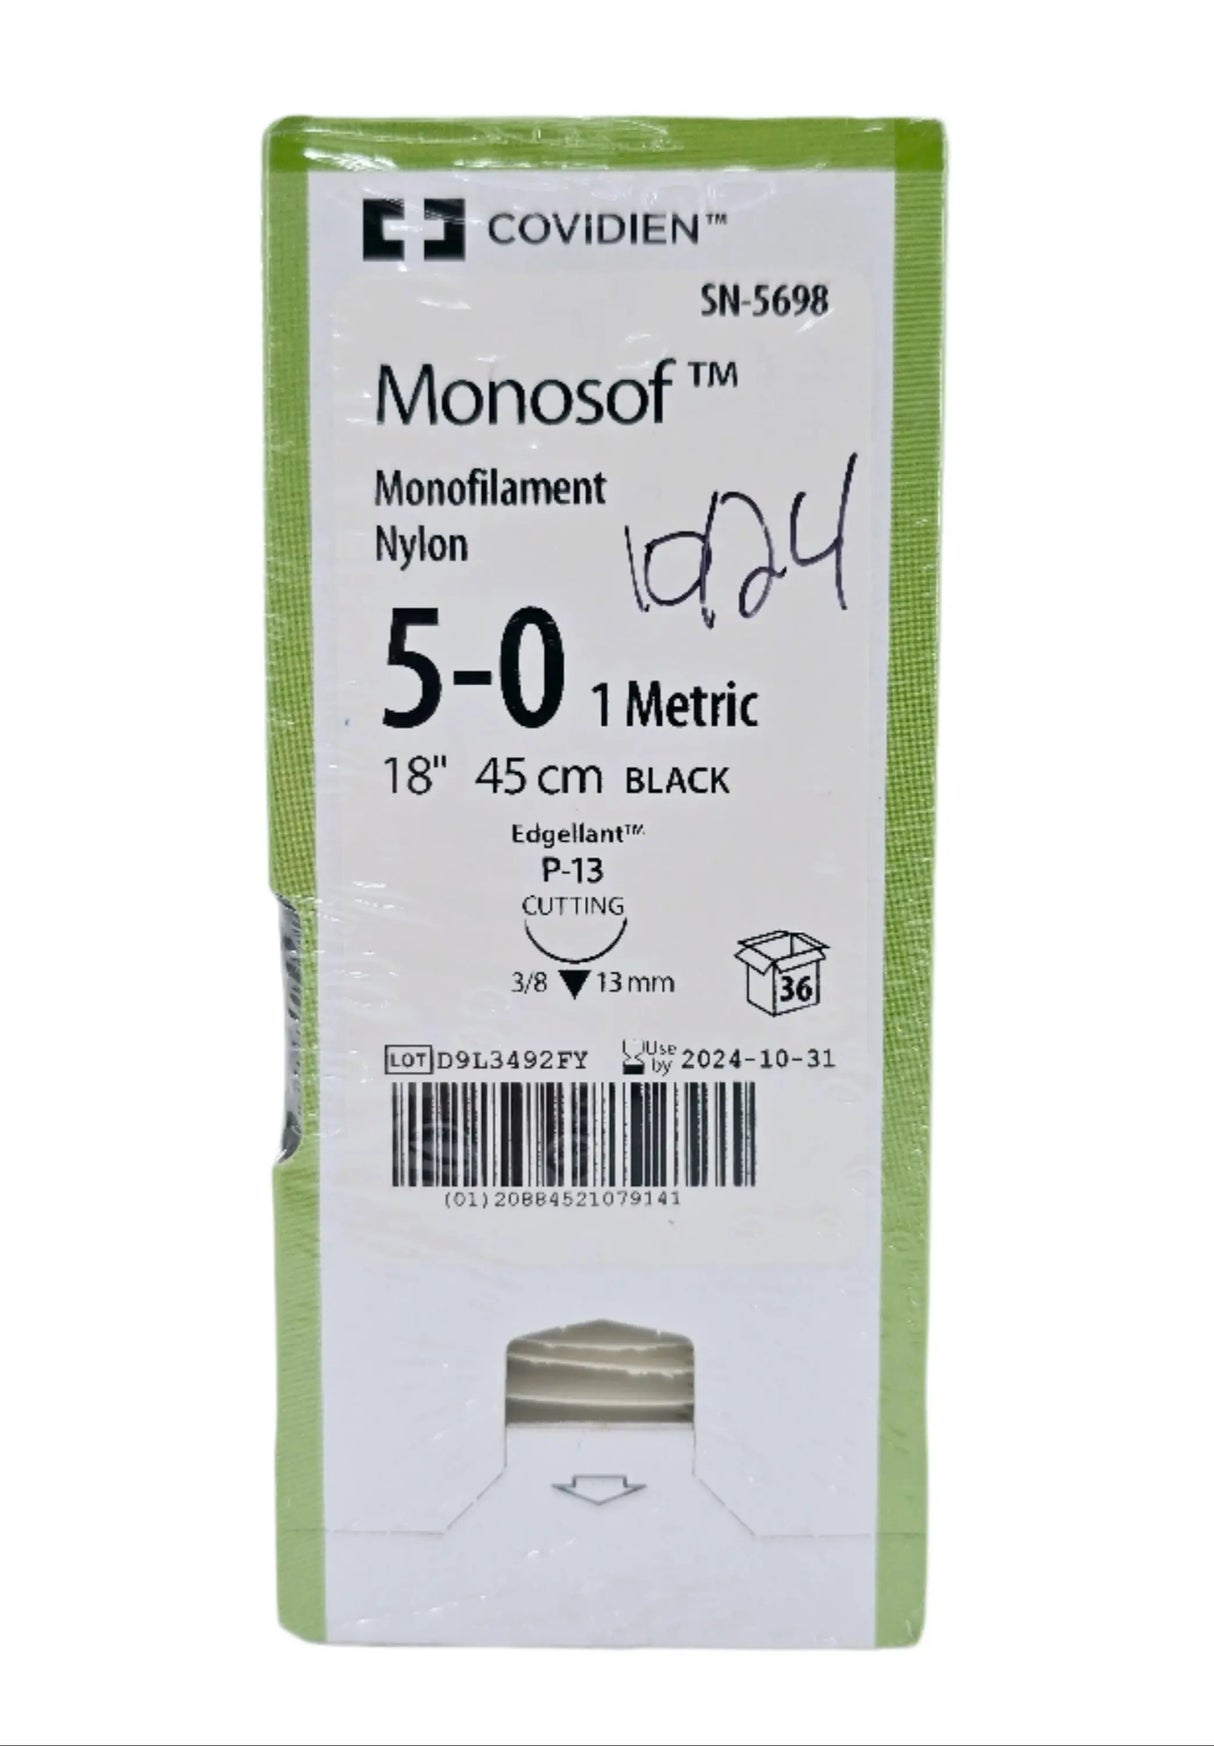 COVIDIEN™
SN-5698
Monosof™
Monofilament
Nylon
10/24
5-0 1 Metric
18" 45 cm BLACK
Edgellant™
P-13
CUTTING
3/8 13 mm
36
LOT D9L3492FY Use by 2024-10-31
(01)20884521079141